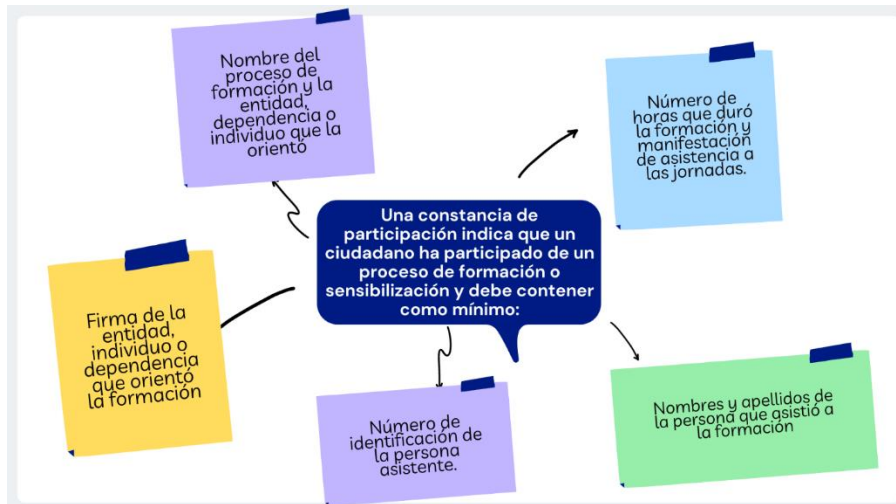 Nombre del
proceso de
formación y la
entidad,
dependencia o
individuo que la
orientó
Número de
horas que duró
la formación y
manifestación
de asistencia a
las jornadas.
Una constancia de
participación indica que un
ciudadano ha participado de un
proceso de formación o
sensibilización y debe contener
como mínimo:
Firma de la
entidad,
individuo o
dependencia
que orientó
la formación
Número de
identificación de
la persona
asistente.
Nombres y apellidos de
la persona que asistió a
la formación